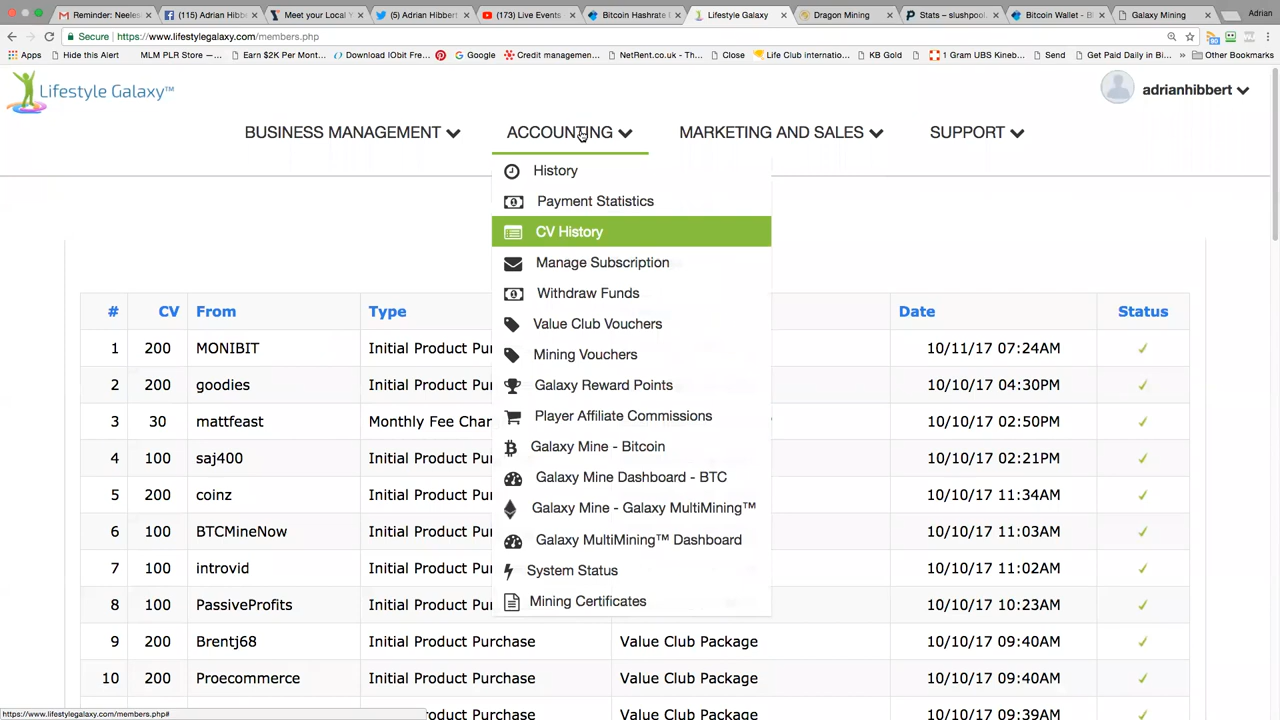 Reminder: Neeles
(115) Adrian Hibb
Meet your Local Y
(5) Adrian Hibbert
(173) Live Events
Bitcoin Hashrate
Lifestyle Galaxy
Dragon Mining
Stats – slushpool.
Bitcoin Wallet - B
Galaxy Mining
Adrian
Secure
https://www.lifestylegalaxy.com/members.php
Apps
Hide this Alert
MLM PLR Store —...
Earn $2K Per Mont...
Download IObit Fre...
Google
Credit managemen...
NetRent.co.uk - Th...
Close
Life Club internatio...
KB Gold
1 Gram UBS Kineb...
Send
Get Paid Daily in Bi...
»
Other Bookmarks
Lifestyle Galaxy™
adrianhibbert
BUSINESS MANAGEMENT
ACCOUNTING
MARKETING AND SALES
SUPPORT
History
Payment Statistics
CV History
Manage Subscription
Withdraw Funds
Value Club Vouchers
Mining Vouchers
Galaxy Reward Points
Player Affiliate Commissions
Galaxy Mine - Bitcoin
Galaxy Mine Dashboard - BTC
Galaxy Mine - Galaxy MultiMining™
Galaxy MultiMining™ Dashboard
System Status
Mining Certificates
# CV From Type Date Status
1 200 MONIBIT Initial Product Pur 10/11/17 07:24AM ✓
2 200 goodies Initial Product Pur 10/10/17 04:30PM ✓
3 30 mattfeast Monthly Fee Char 10/10/17 02:50PM ✓
4 100 saj400 Initial Product Pur 10/10/17 02:21PM ✓
5 200 coinz Initial Product Pur 10/10/17 11:34AM ✓
6 100 BTCMineNow Initial Product Pur 10/10/17 11:03AM ✓
7 100 introvid Initial Product Pur 10/10/17 11:02AM ✓
8 100 PassiveProfits Initial Product Pur 10/10/17 10:23AM ✓
9 200 Brentj68 Initial Product Purchase Value Club Package 10/10/17 09:40AM ✓
10 200 Proecommerce Initial Product Purchase Value Club Package 10/10/17 09:40AM ✓
Initial Product Purchase Value Club Package 10/10/17 09:39AM
https://www.lifestylegalaxy.com/members.php#